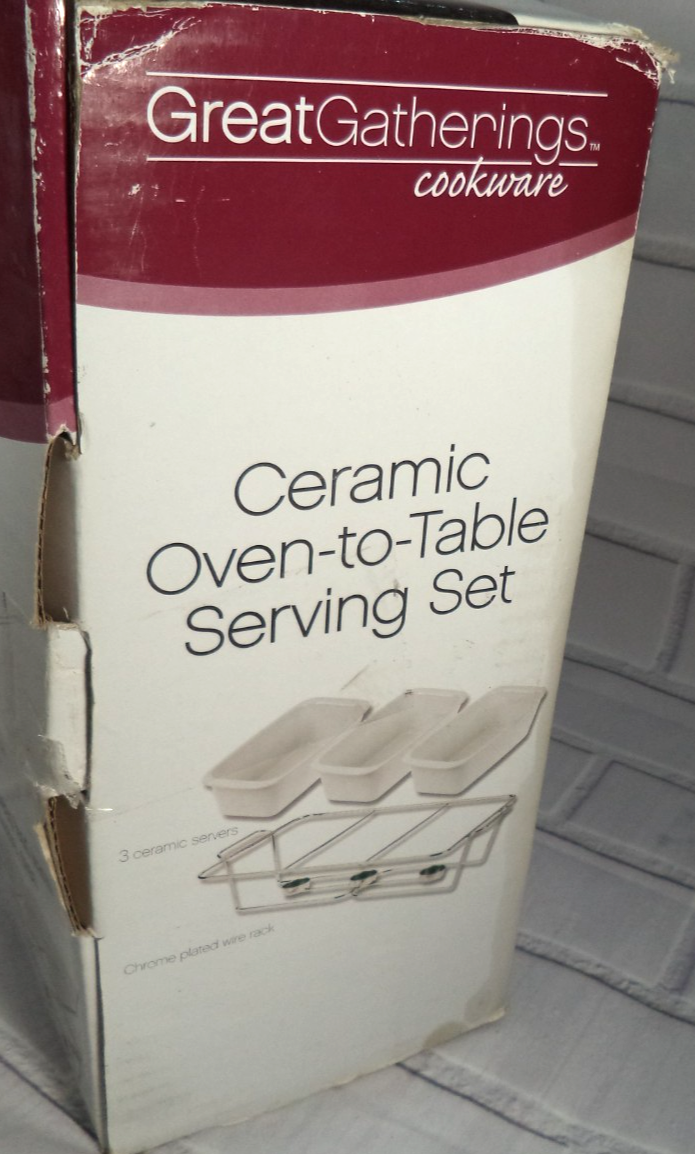 GreatGatherings™
cookware
Ceramic
Oven-to-Table
Serving Set
3 ceramic servers
Chrome plated wire rack